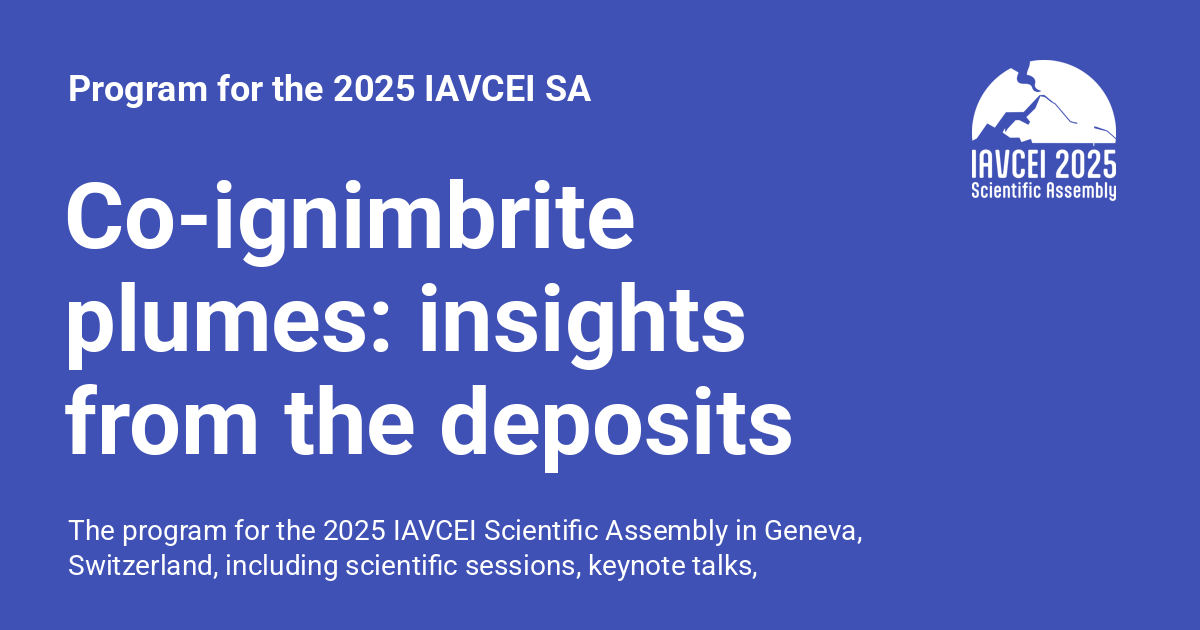 Program for the 2025 IAVCEI SA
IAVCEI 2025
Scientific Assembly
Co-ignimbrite
plumes: insights
from the deposits
The program for the 2025 IAVCEI Scientific Assembly in Geneva,
Switzerland, including scientific sessions, keynote talks,